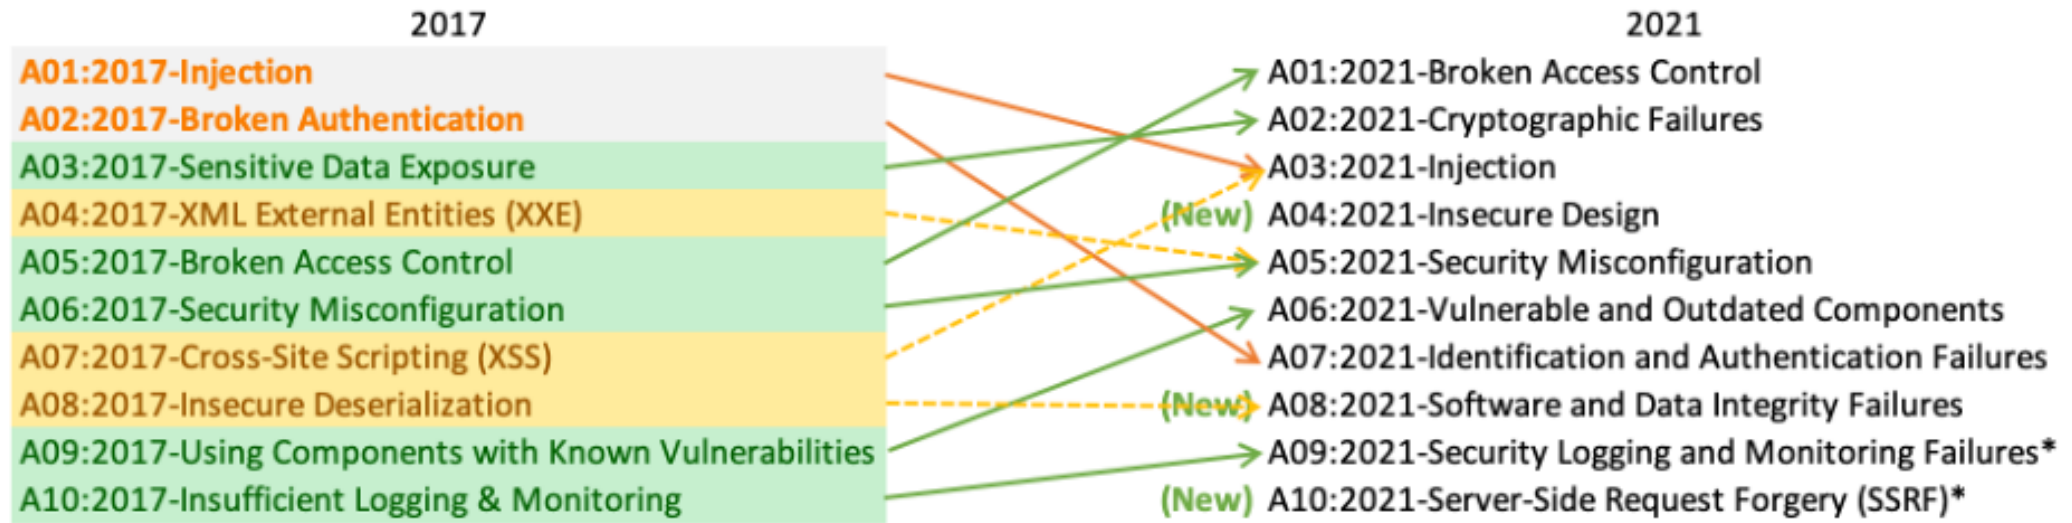 2017
2021
A01:2017-Injection
A02:2017-Broken Authentication
A03:2017-Sensitive Data Exposure
A04:2017-XML External Entities (XXE)
A05:2017-Broken Access Control
A06:2017-Security Misconfiguration
A07:2017-Cross-Site Scripting (XSS)
A08:2017-Insecure Deserialization
A09:2017-Using Components with Known Vulnerabilities
A10:2017-Insufficient Logging & Monitoring
A01:2021-Broken Access Control
A02:2021-Cryptographic Failures
A03:2021-Injection
(New) A04:2021-Insecure Design
A05:2021-Security Misconfiguration
A06:2021-Vulnerable and Outdated Components
A07:2021-Identification and Authentication Failures
(New) A08:2021-Software and Data Integrity Failures
A09:2021-Security Logging and Monitoring Failures*
(New) A10:2021-Server-Side Request Forgery (SSRF)*